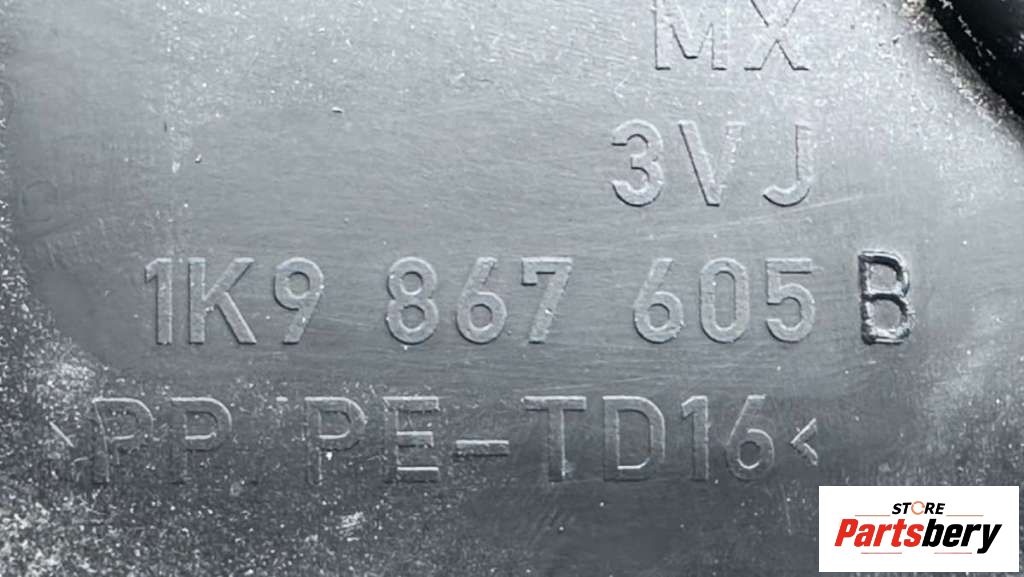 MX
3VJ
1K9 867 605 B
>PP/PE-TD16<
STORE
Partsbery